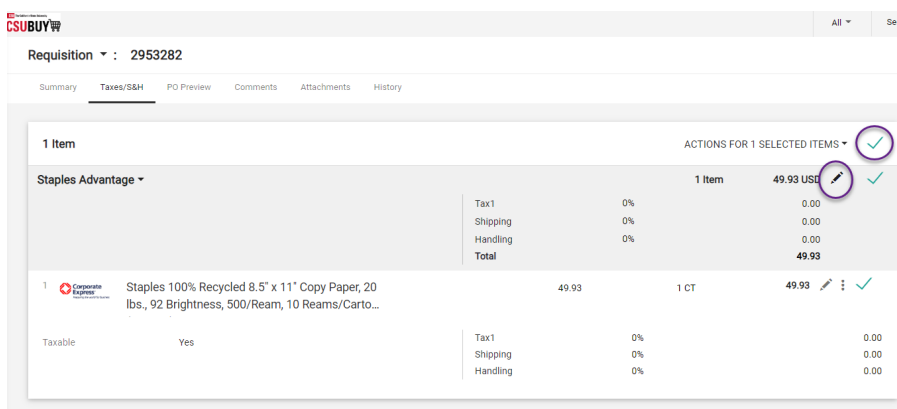 CSUBUY
All
Se
Requisition : 2953282
Summary Taxes/S&H PO Preview Comments Attachments History
1 Item ACTIONS FOR 1 SELECTED ITEMS
Staples Advantage 1 Item 49.93 USD
Tax1 0% 0.00
Shipping 0% 0.00
Handling 0% 0.00
Total 49.93
1 Corporate Express Staples 100% Recycled 8.5" x 11" Copy Paper, 20 49.93 1 CT 49.93
lbs., 92 Brightness, 500/Ream, 10 Reams/Carto...
Taxable Yes
Tax1 0% 0.00
Shipping 0% 0.00
Handling 0% 0.00